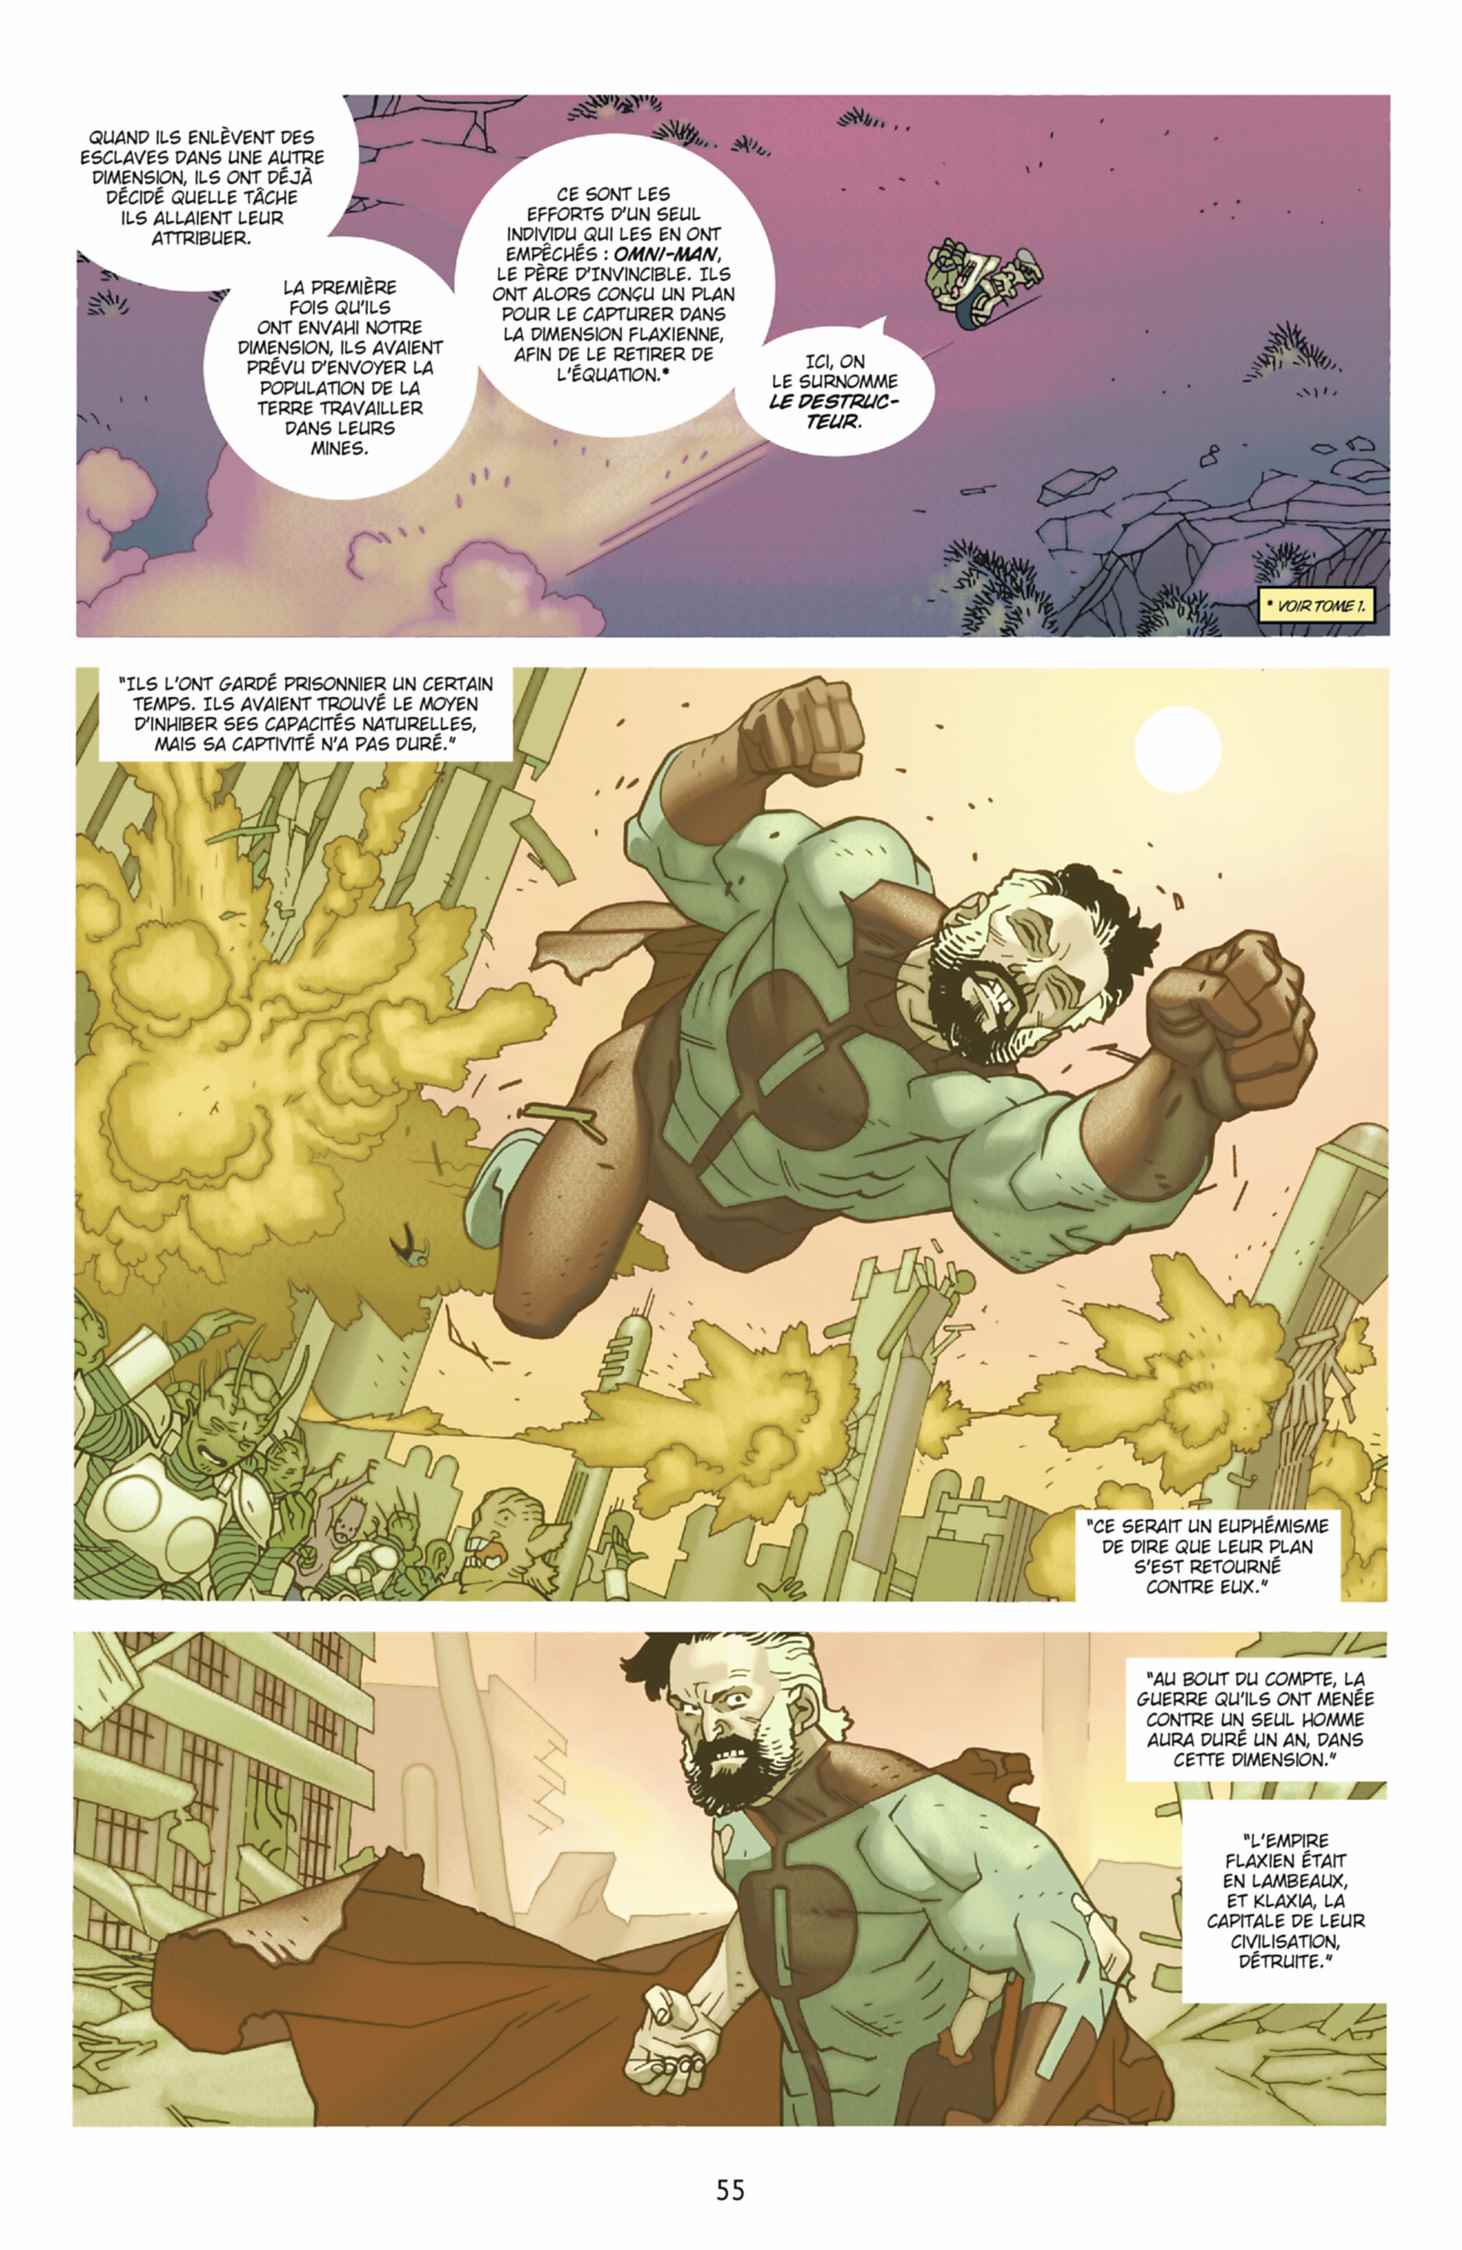 QUAND ILS ENLÈVENT DES
ESCLAVES DANS UNE AUTRE
DIMENSION, ILS ONT DÉJÀ
DÉCIDÉ QUELLE TÂCHE
ILS ALLAIENT LEUR
ATTRIBUER.
LA PREMIÈRE
FOIS QU'ILS
ONT ENVAHI NOTRE
DIMENSION, ILS AVAIENT
PRÉVU D'ENVOYER LA
POPULATION DE LA
TERRE TRAVAILLER
DANS LEURS
MINES.
CE SONT LES
EFFORTS D'UN SEUL
INDIVIDU QUI LES EN ONT
EMPÊCHÉS : OMNI-MAN,
LE PÈRE D'INVINCIBLE. ILS
ONT ALORS CONÇU UN PLAN
POUR LE CAPTURER DANS
LA DIMENSION FLAXIENNE,
AFIN DE LE RETIRER DE
L'ÉQUATION.*
ICI, ON
LE SURNOMME
LE DESTRUC-
TEUR.
* VOIR TOME 1.
"ILS L'ONT GARDÉ PRISONNIER UN CERTAIN
TEMPS. ILS AVAIENT TROUVÉ LE MOYEN
D'INHIBER SES CAPACITÉS NATURELLES,
MAIS SA CAPTIVITÉ N'A PAS DURÉ."
"CE SERAIT UN EUPHÉMISME
DE DIRE QUE LEUR PLAN
S'EST RETOURNÉ
CONTRE EUX."
"AU BOUT DU COMPTE, LA
GUERRE QU'ILS ONT MENÉE
CONTRE UN SEUL HOMME
AURA DURÉ UN AN, DANS
CETTE DIMENSION."
"L'EMPIRE
FLAXIEN ÉTAIT
EN LAMBEAUX,
ET KLAXIA, LA
CAPITALE DE LEUR
CIVILISATION,
DÉTRUITE."
55